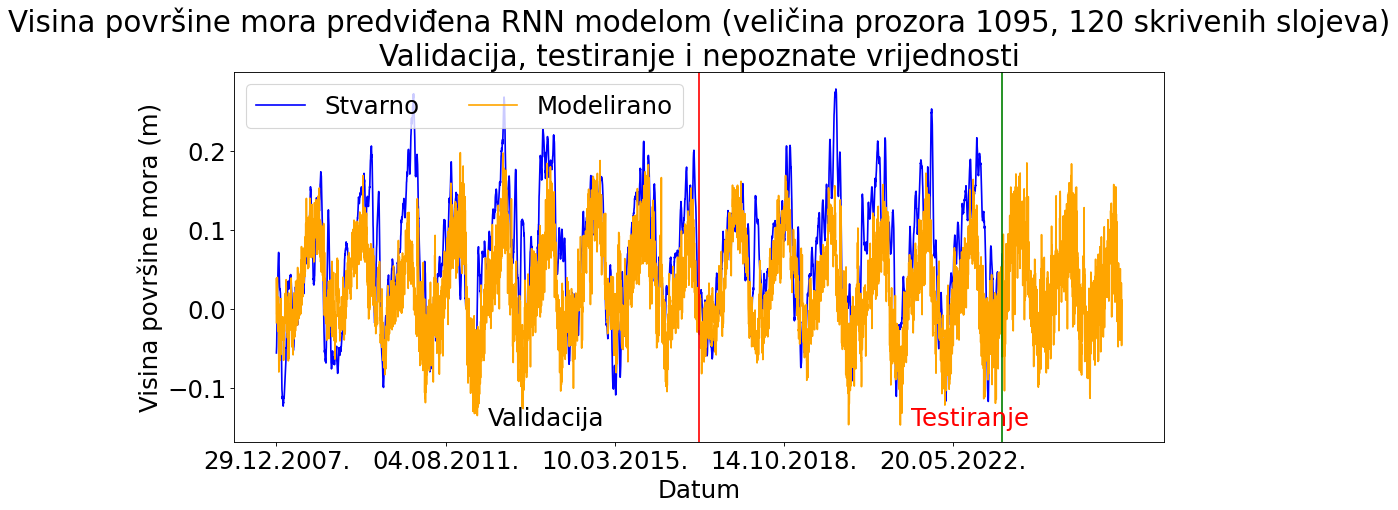 Visina površine mora predviđena RNN modelom (veličina prozora 1095, 120 skrivenih slojeva)
Validacija, testiranje i nepoznate vrijednosti
Stvarno
Modelirano
Visina površine mora (m)
0.2
0.1
0.0
−0.1
Validacija
Testiranje
29.12.2007.
04.08.2011.
10.03.2015.
14.10.2018.
20.05.2022.
Datum